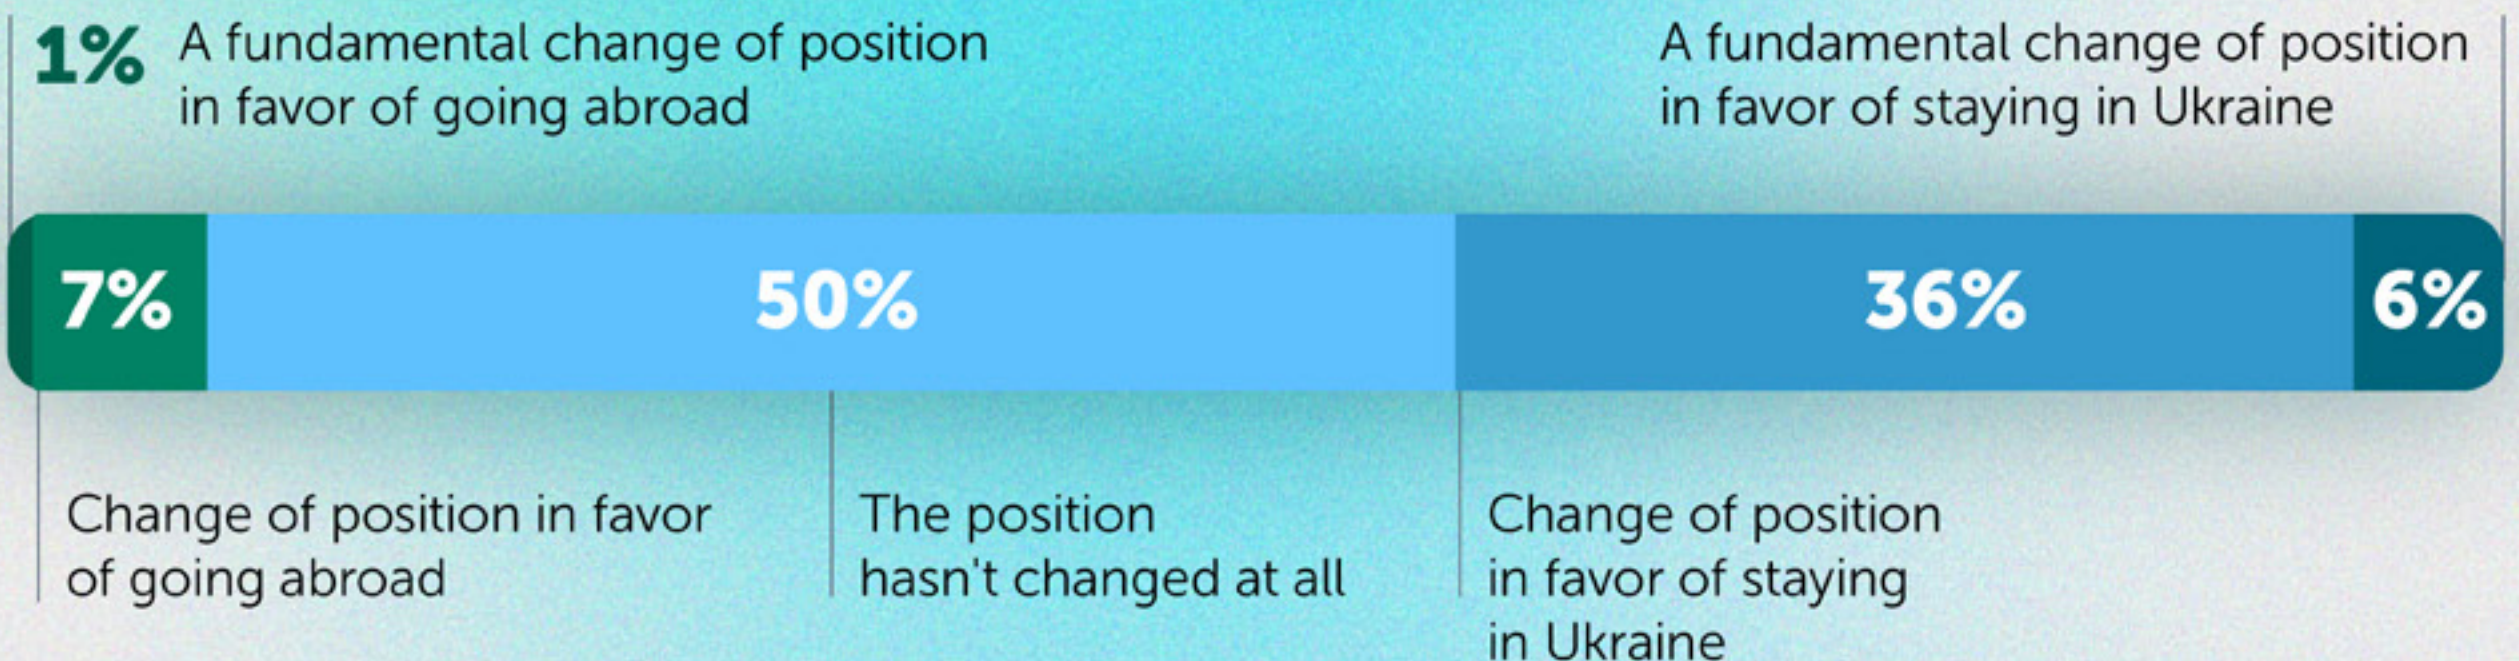 1% A fundamental change of position
in favor of going abroad
A fundamental change of position
in favor of staying in Ukraine
7% 50% 36% 6%
Change of position in favor
of going abroad
The position
hasn't changed at all
Change of position
in favor of staying
in Ukraine